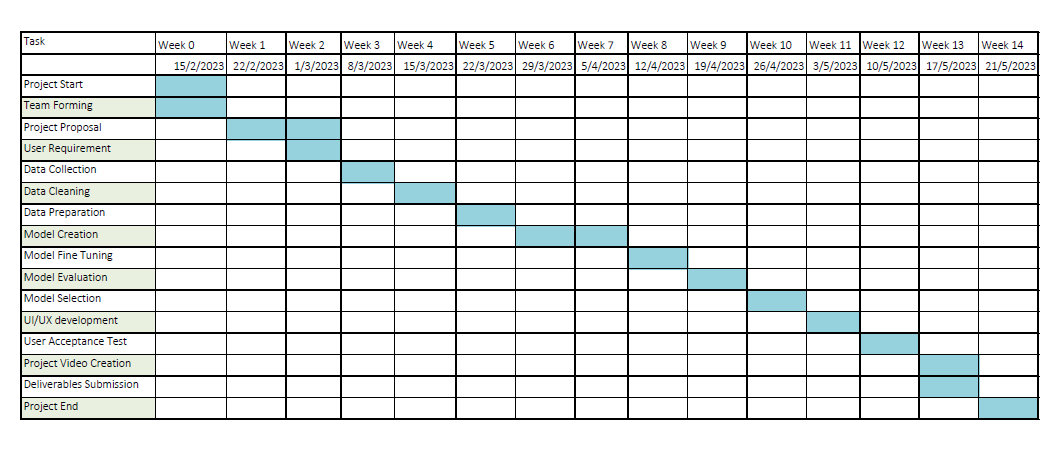 Task Week 0 Week 1 Week 2 Week 3 Week 4 Week 5 Week 6 Week 7 Week 8 Week 9 Week 10 Week 11 Week 12 Week 13 Week 14
15/2/2023 22/2/2023 1/3/2023 8/3/2023 15/3/2023 22/3/2023 29/3/2023 5/4/2023 12/4/2023 19/4/2023 26/4/2023 3/5/2023 10/5/2023 17/5/2023 21/5/2023
Project Start
Team Forming
Project Proposal
User Requirement
Data Collection
Data Cleaning
Data Preparation
Model Creation
Model Fine Tuning
Model Evaluation
Model Selection
UI/UX development
User Acceptance Test
Project Video Creation
Deliverables Submission
Project End